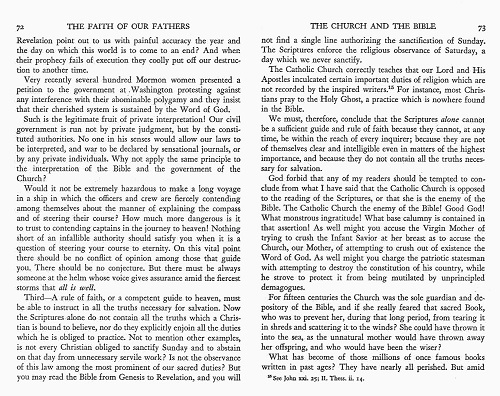 72 THE FAITH OF OUR FATHERS
Revelation point out to us with painful accuracy the year and
the day on which this world is to come to an end? And when
their prophecy fails of execution they coolly put off our destruc-
tion to another time.
Very recently several hundred Mormon women presented a
petition to the government at Washington protesting against
any interference with their abominable polygamy and they insist
that their cherished system is sustained by the Word of God.
Such is the legitimate fruit of private interpretation! Our civil
government is run not by private judgment, but by the consti-
tuted authorities. No one in his senses would allow our laws to
be interpreted, and war to be declared by sensational journals, or
by any private individuals. Why not apply the same principle to
the interpretation of the Bible and the government of the
Church?
Would it not be extremely hazardous to make a long voyage
in a ship in which the officers and crew are fiercely contending
among themselves about the manner of explaining the compass
and of steering their course? How much more dangerous is it
to trust to contending captains in the journey to heaven! Nothing
short of an infallible authority should satisfy you when it is a
question of steering your course to eternity. On this vital point
there should be no conflict of opinion among those that guide
you. There should be no conjecture. But there must be always
someone at the helm whose voice gives assurance amid the fiercest
storms that all is well.
Third—A rule of faith, or a competent guide to heaven, must
be able to instruct in all the truths necessary for salvation. Now
the Scriptures alone do not contain all the truths which a Chris-
tian is bound to believe, nor do they explicitly enjoin all the duties
which he is obliged to practice. Not to mention other examples,
is not every Christian obliged to sanctify Sunday and to abstain
on that day from unnecessary servile work? Is not the observance
of this law among the most prominent of our sacred duties? But
you may read the Bible from Genesis to Revelation, and you will
THE CHURCH AND THE BIBLE 73
not find a single line authorizing the sanctification of Sunday.
The Scriptures enforce the religious observance of Saturday, a
day which we never sanctify.
The Catholic Church correctly teaches that our Lord and His
Apostles inculcated certain important duties of religion which are
not recorded by the inspired writers.¹⁰ For instance, most Chris-
tians pray to the Holy Ghost, a practice which is nowhere found
in the Bible.
We must, therefore, conclude that the Scriptures alone cannot
be a sufficient guide and rule of faith because they cannot, at any
time, be within the reach of every inquirer; because they are not
of themselves clear and intelligible even in matters of the highest
importance, and because they do not contain all the truths neces-
sary for salvation.
God forbid that any of my readers should be tempted to con-
clude from what I have said that the Catholic Church is opposed
to the reading of the Scriptures, or that she is the enemy of the
Bible. The Catholic Church the enemy of the Bible! Good God!
What monstrous ingratitude! What base calumny is contained in
that assertion! As well might you accuse the Virgin Mother of
trying to crush the Infant Savior at her breast as to accuse the
Church, our Mother, of attempting to crush out of existence the
Word of God. As well might you charge the patriotic statesman
with attempting to destroy the constitution of his country, while
he strove to protect it from being mutilated by unprincipled
demagogues.
For fifteen centuries the Church was the sole guardian and de-
pository of the Bible, and if she really feared that sacred Book,
who was to prevent her, during that long period, from tearing it
in shreds and scattering it to the winds? She could have thrown it
into the sea, as the unnatural mother would have thrown away
her offspring, and who would have been the wiser?
What has become of those millions of once famous books
written in past ages? They have nearly all perished. But amid
¹⁰ See John xxi. 25; II. Thess. ii. 14.